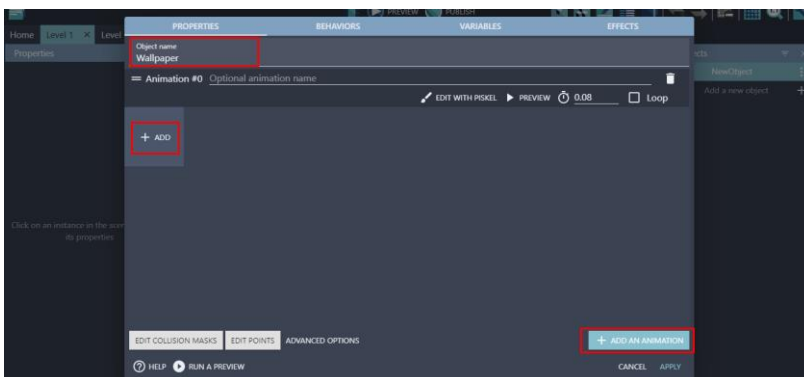 PREVIEW PUBLISH
Home Level 1 × Level
PROPERTIES BEHAVIORS VARIABLES EFFECTS
Properties
Object name
Wallpaper
NewObject
Animation #0 Optional animation name
Add a new object
EDIT WITH PISKEL PREVIEW 0.08 Loop
+ ADD
Click on an instance in the
its properties
EDIT COLLISION MASKS EDIT POINTS ADVANCED OPTIONS + ADD AN ANIMATION
HELP RUN A PREVIEW CANCEL APPLY